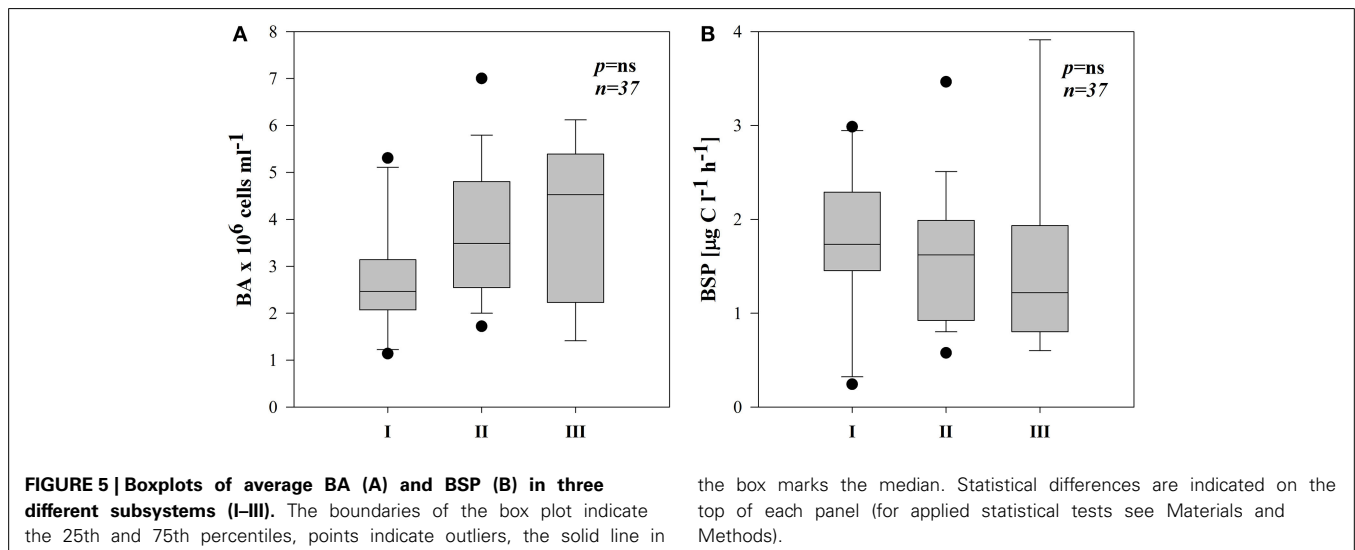 A
8
7
6
5
4
3
2
1
0
BA x 10⁶ cells ml⁻¹
p=ns
n=37
I II III
B
4
3
2
1
0
BSP [µg C l⁻¹ h⁻¹]
p=ns
n=37
I II III
FIGURE 5 | Boxplots of average BA (A) and BSP (B) in three
different subsystems (I–III). The boundaries of the box plot indicate
the 25th and 75th percentiles, points indicate outliers, the solid line in
the box marks the median. Statistical differences are indicated on the
top of each panel (for applied statistical tests see Materials and
Methods).